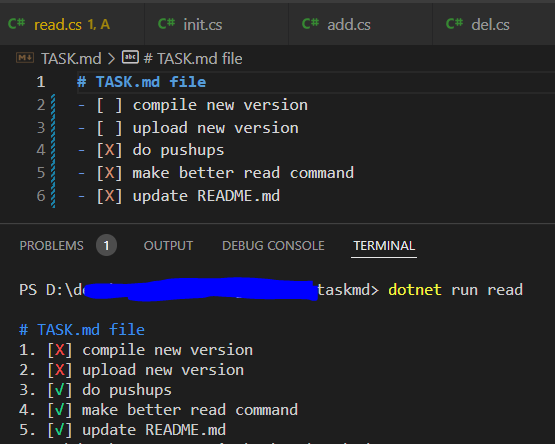 C# read.cs 1, A C# init.cs C# add.cs C# del.cs
TASK.md > abc # TASK.md file
1 # TASK.md file
2 - [ ] compile new version
3 - [ ] upload new version
4 - [X] do pushups
5 - [X] make better read command
6 - [X] update README.md
PROBLEMS 1 OUTPUT DEBUG CONSOLE TERMINAL
PS D:\d taskmd> dotnet run read
# TASK.md file
1. [X] compile new version
2. [X] upload new version
3. [√] do pushups
4. [√] make better read command
5. [√] update README.md